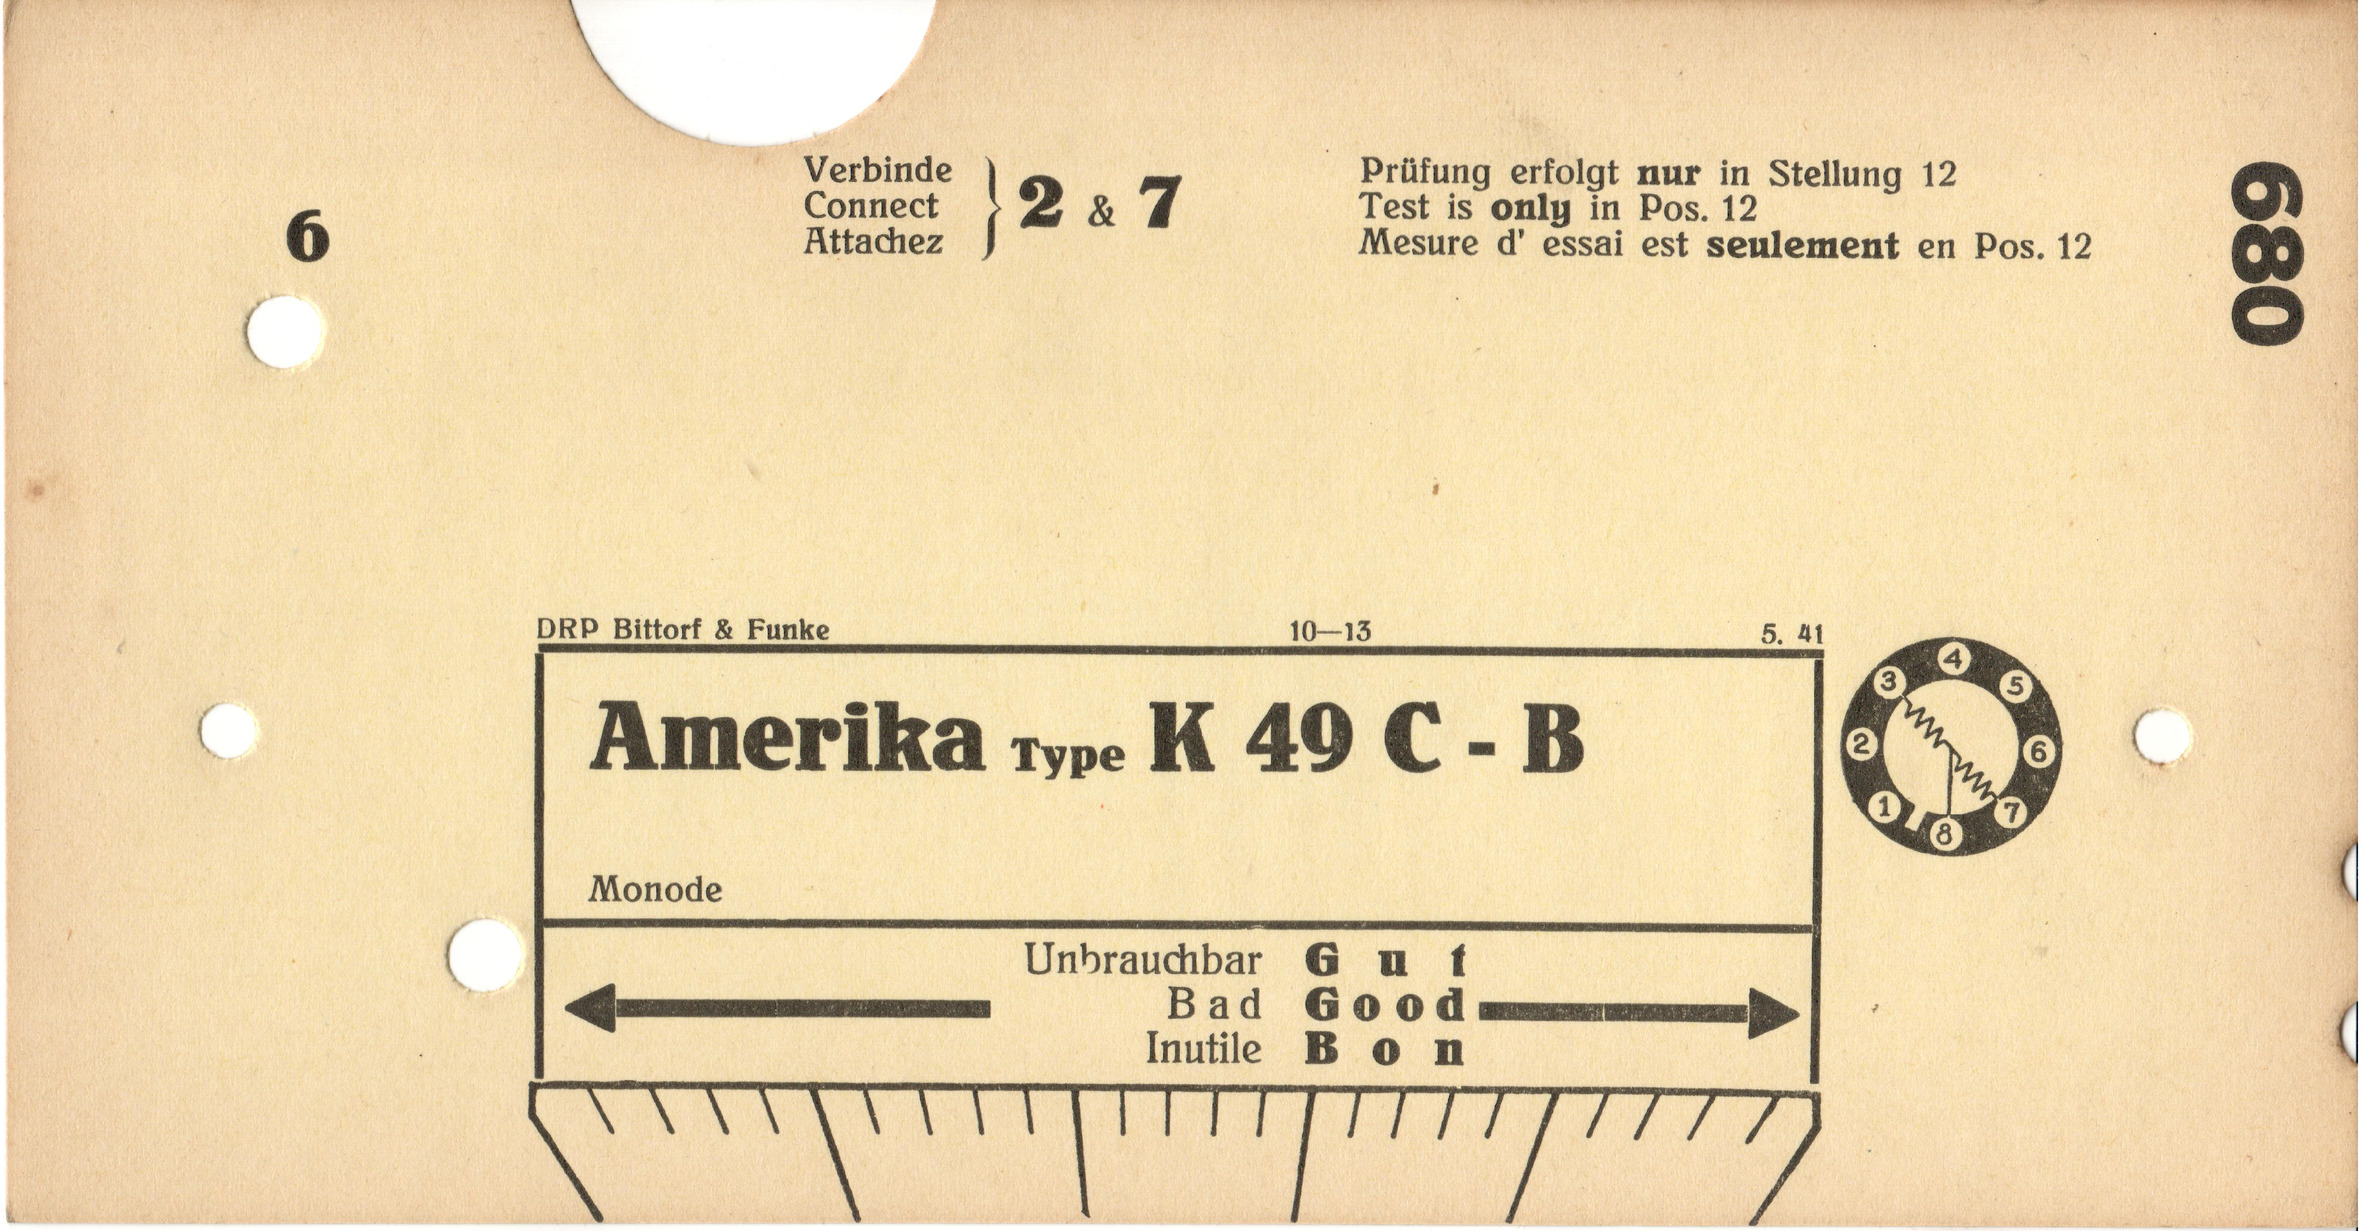 Verbinde
Connect
Attachez
2 & 7
Prüfung erfolgt nur in Stellung 12
Test is only in Pos. 12
Mesure d' essai est seulement en Pos. 12
680
6
DRP Bittorf & Funke 10—13 5. 41
Amerika Type K 49 C - B
Monode
Unbrauchbar Gut
Bad Good
Inutile Bon
4
3 5
2 6
1 7
8